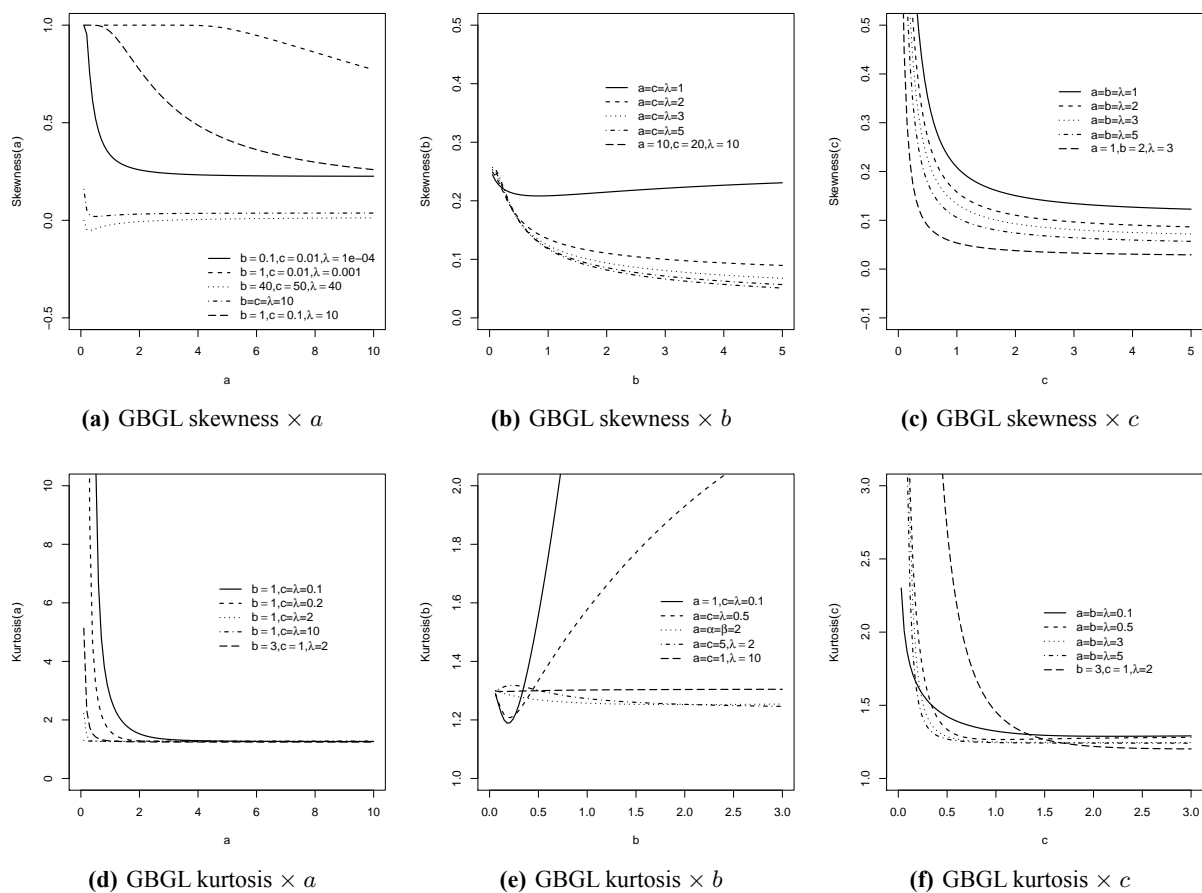 Skewness(a)
1.0
0.5
0.0
−0.5
b = 0.1,c = 0.01,λ = 1e−04
b = 1,c = 0.01,λ = 0.001
b = 40,c = 50,λ = 40
b=c=λ=10
b = 1,c = 0.1,λ = 10
0 2 4 6 8 10
a
(a) GBGL skewness × a
Skewness(b)
0.5
0.4
0.3
0.2
0.1
0.0
a=c=λ=1
a=c=λ=2
a=c=λ=3
a=c=λ=5
a = 10,c = 20,λ = 10
0 1 2 3 4 5
b
(b) GBGL skewness × b
Skewness(c)
0.5
0.4
0.3
0.2
0.1
0.0
−0.1
a=b=λ=1
a=b=λ=2
a=b=λ=3
a=b=λ=5
a = 1,b = 2,λ = 3
0 1 2 3 4 5
c
(c) GBGL skewness × c
Kurtosis(a)
10
8
6
4
2
0
b = 1,c=λ=0.1
b = 1,c=λ=0.2
b = 1,c=λ=2
b = 1,c=λ=10
b = 3,c = 1,λ=2
0 2 4 6 8 10
a
(d) GBGL kurtosis × a
Kurtosis(b)
2.0
1.8
1.6
1.4
1.2
1.0
a = 1,c=λ=0.1
a=c=λ=0.5
a=α=β=2
a=c=5,λ = 2
a=c=1,λ = 10
0.0 0.5 1.0 1.5 2.0 2.5 3.0
b
(e) GBGL kurtosis × b
Kurtosis(c)
3.0
2.5
2.0
1.5
1.0
a=b=λ=0.1
a=b=λ=0.5
a=b=λ=3
a=b=λ=5
b = 3,c = 1,λ=2
0.0 0.5 1.0 1.5 2.0 2.5 3.0
c
(f) GBGL kurtosis × c